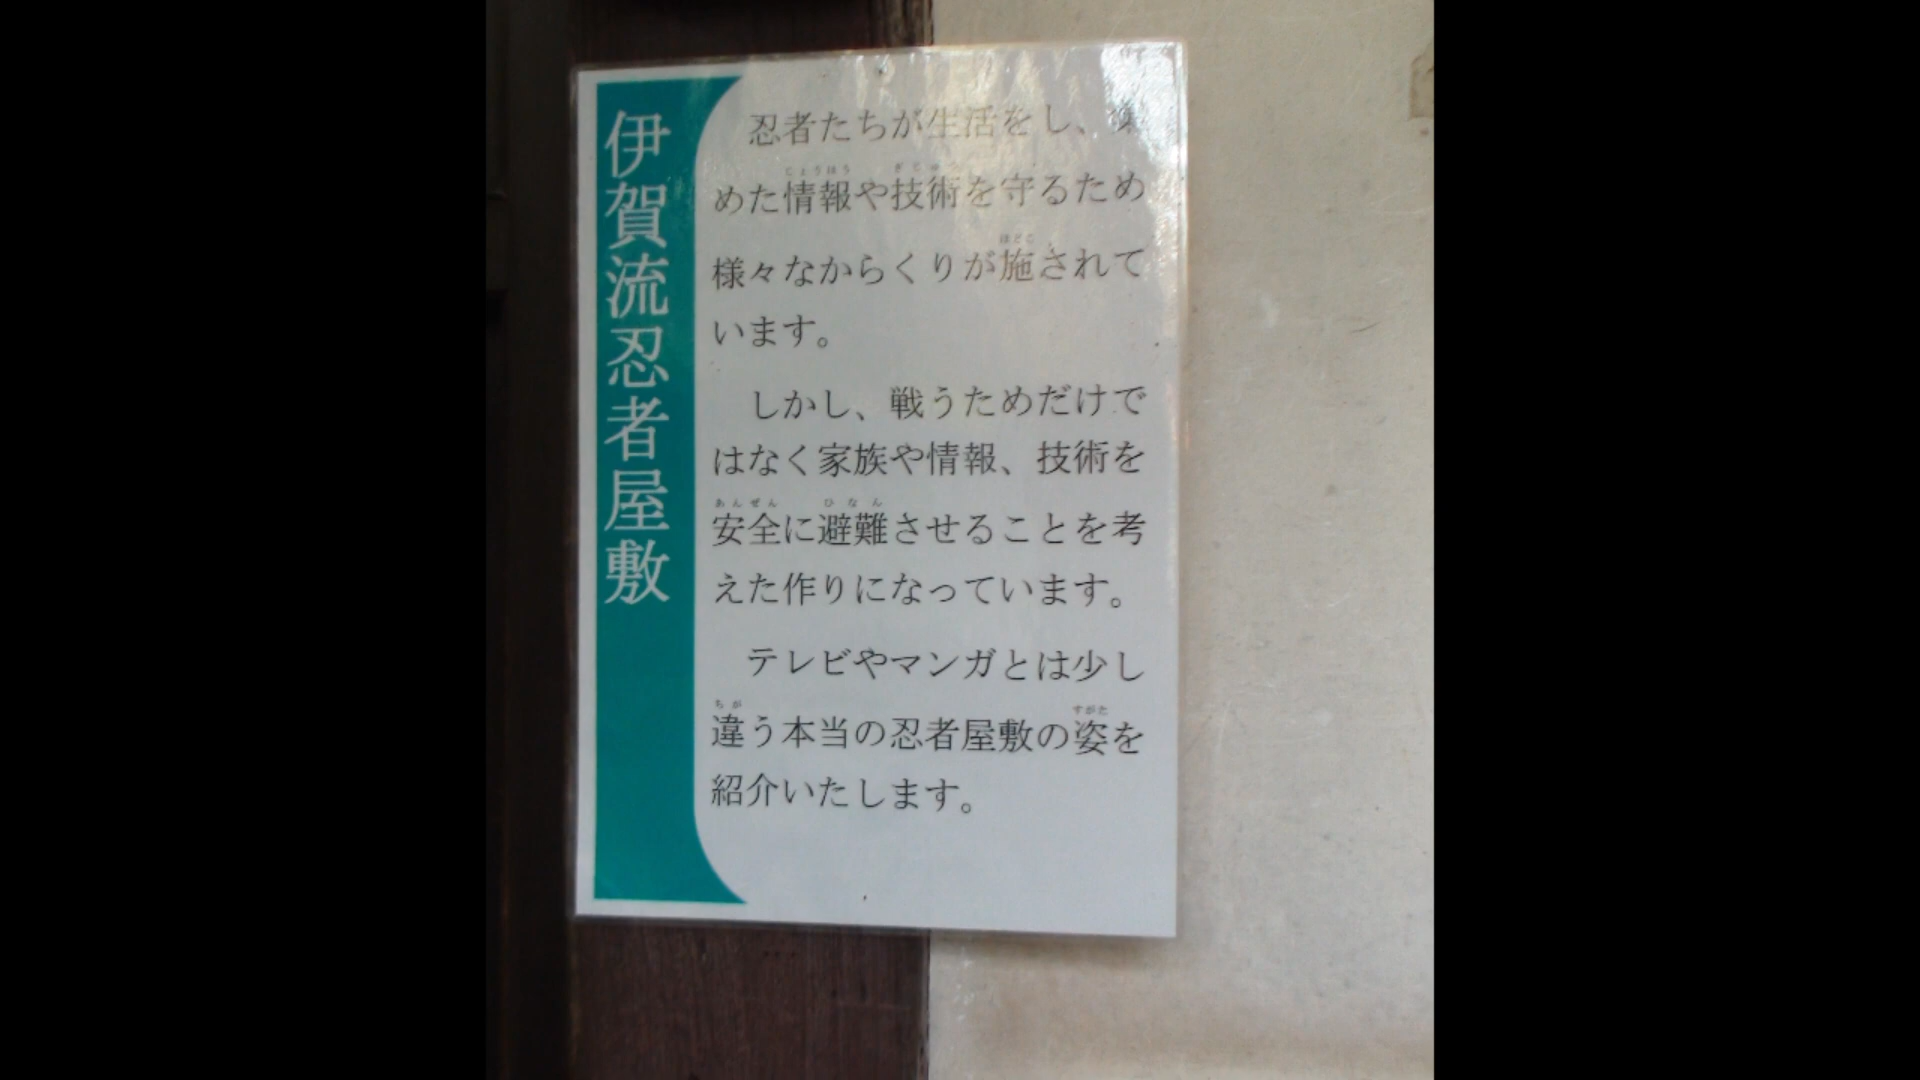 伊賀流忍者屋敷
忍者たちが生活をし、集
めた情報や技術を守るため
様々なからくりが施されて
います。
しかし、戦うためだけで
はなく家族や情報、技術を
安全に避難させることを考
えた作りになっています。
テレビやマンガとは少し
違う本当の忍者屋敷の姿を
紹介いたします。